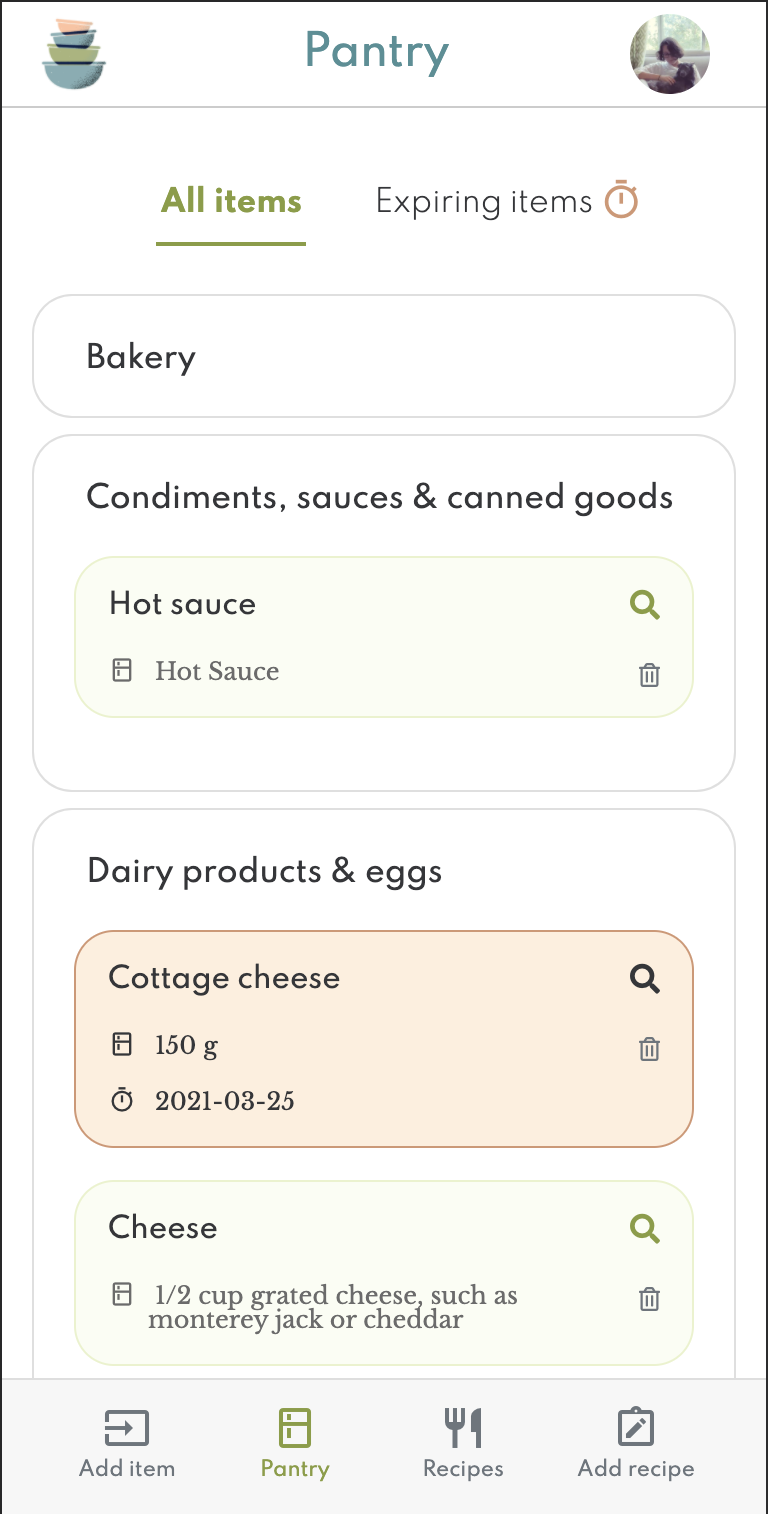 Pantry
All items
Expiring items
Bakery
Condiments, sauces & canned goods
Hot sauce
Hot Sauce
Dairy products & eggs
Cottage cheese
150 g
2021-03-25
Cheese
1/2 cup grated cheese, such as
monterey jack or cheddar
Add item
Pantry
Recipes
Add recipe